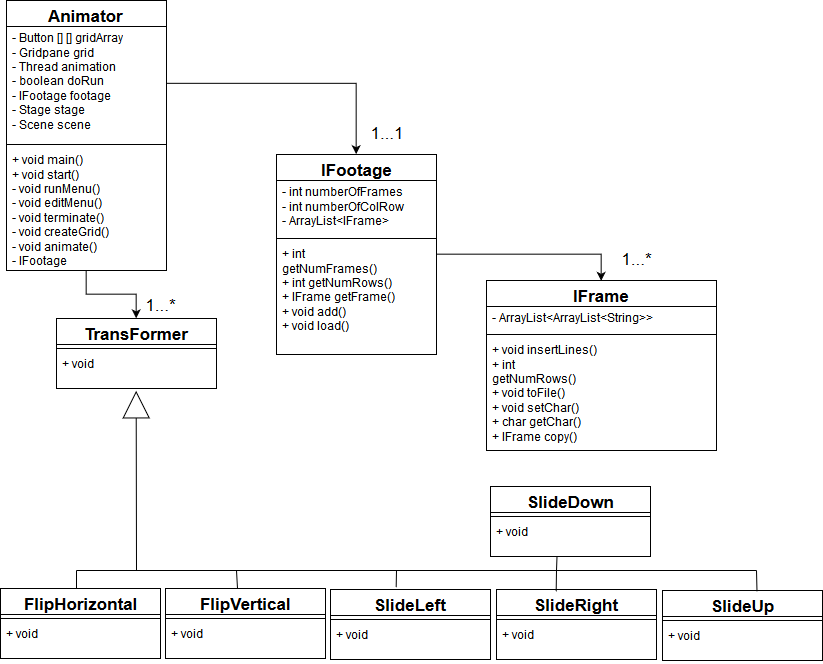 Animator
- Button [] [] gridArray
- Gridpane grid
- Thread animation
- boolean doRun
- IFootage footage
- Stage stage
- Scene scene
+ void main()
+ void start()
- void runMenu()
- void editMenu()
- void terminate()
- void createGrid()
- void animate()
- IFootage
1...1
IFootage
- int numberOfFrames
- int numberOfColRow
- ArrayList<IFrame>
+ int
getNumFrames()
+ int getNumRows()
+ IFrame getFrame()
+ void add()
+ void load()
1...*
IFrame
- ArrayList<ArrayList<String>>
+ void insertLines()
+ int
getNumRows()
+ void toFile()
+ void setChar()
+ char getChar()
+ IFrame copy()
1...*
TransFormer
+ void
SlideDown
+ void
FlipHorizontal
+ void
FlipVertical
+ void
SlideLeft
+ void
SlideRight
+ void
SlideUp
+ void